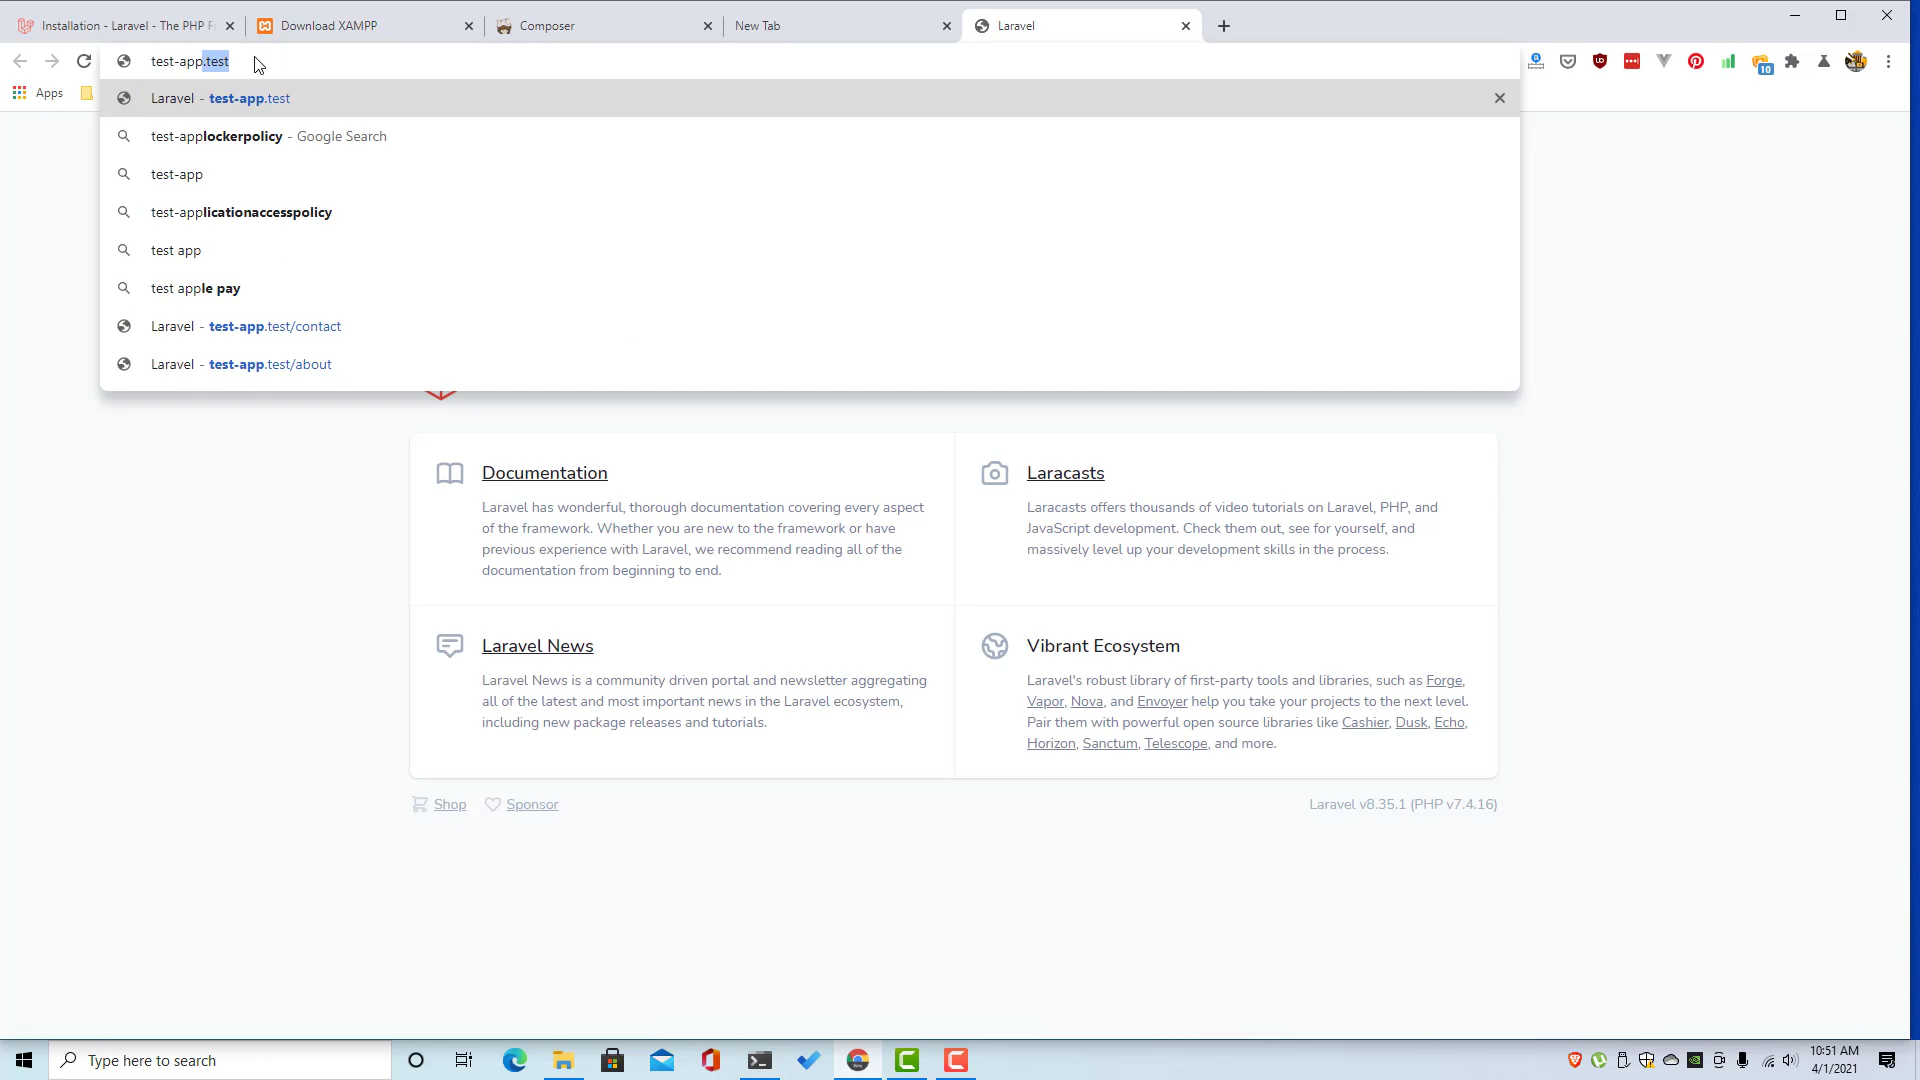 Installation - Laravel - The PHP F
Download XAMPP
Composer
New Tab
Laravel
test-app.test
Apps
Laravel - test-app.test
test-applockerpolicy - Google Search
test-app
test-applicationaccesspolicy
test app
test apple pay
Laravel - test-app.test/contact
Laravel - test-app.test/about
10
Documentation
Laravel has wonderful, thorough documentation covering every aspect
of the framework. Whether you are new to the framework or have
previous experience with Laravel, we recommend reading all of the
documentation from beginning to end.
Laracasts
Laracasts offers thousands of video tutorials on Laravel, PHP, and
JavaScript development. Check them out, see for yourself, and
massively level up your development skills in the process.
Laravel News
Laravel News is a community driven portal and newsletter aggregating
all of the latest and most important news in the Laravel ecosystem,
including new package releases and tutorials.
Vibrant Ecosystem
Laravel's robust library of first-party tools and libraries, such as Forge,
Vapor, Nova, and Envoyer help you take your projects to the next level.
Pair them with powerful open source libraries like Cashier, Dusk, Echo,
Horizon, Sanctum, Telescope, and more.
Shop
Sponsor
Laravel v8.35.1 (PHP v7.4.16)
Type here to search
10:51 AM
4/1/2021